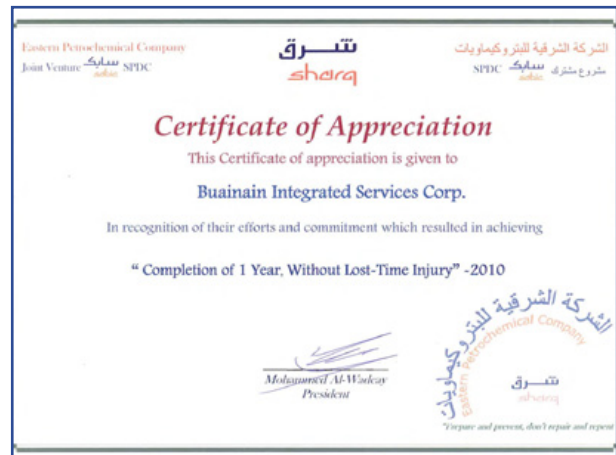 Eastern Petrochemical Company
Joint Venture سابك SPDC
شرق
sharq
الشركة الشرقية للبتروكيماويات
مشروع مشترك سابك SPDC
Certificate of Appreciation
This Certificate of appreciation is given to
Buainain Integrated Services Corp.
In recognition of their efforts and commitment which resulted in achieving
“ Completion of 1 Year, Without Lost-Time Injury” -2010
Mohammed Al-Wadeay
President
الشركة الشرقية للبتروكيماويات
Eastern Petrochemical Company
شرق
sharq
"Prepare and prevent, don't repair and repent